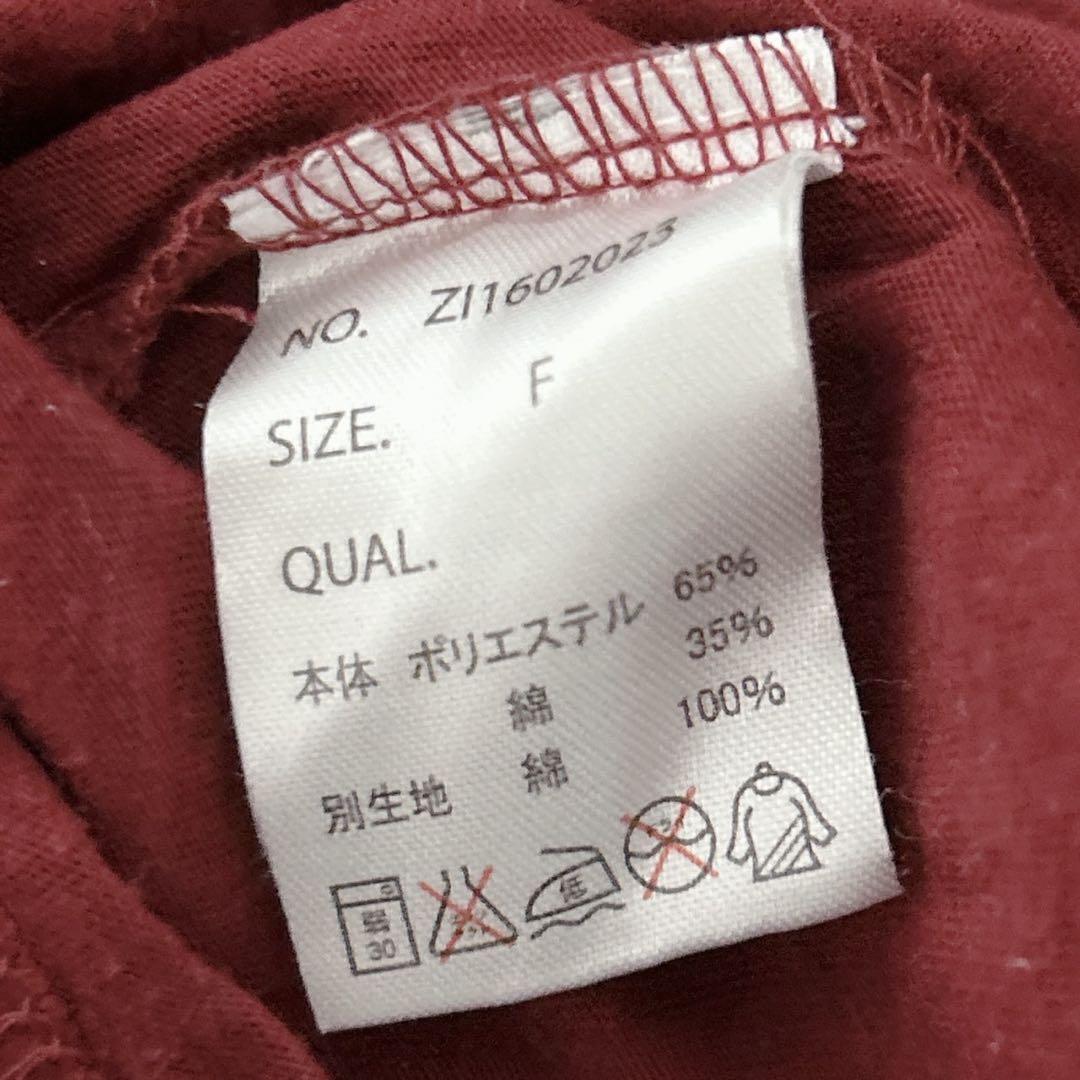 NO. ZI1602023
SIZE. F
QUAL.
本体 ポリエステル 65%
綿 35%
別生地 綿 100%
30
低